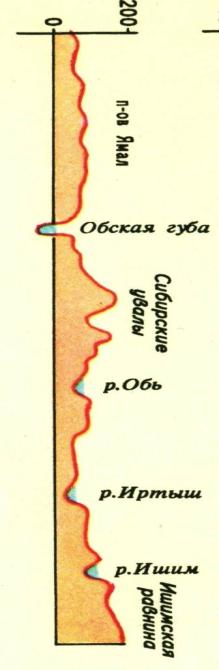 0
200
п-ов Ямал
Обская губа
Сибирские
увалы
р.Обь
р.Иртыш
р.Ишим
Ишимская
равнина